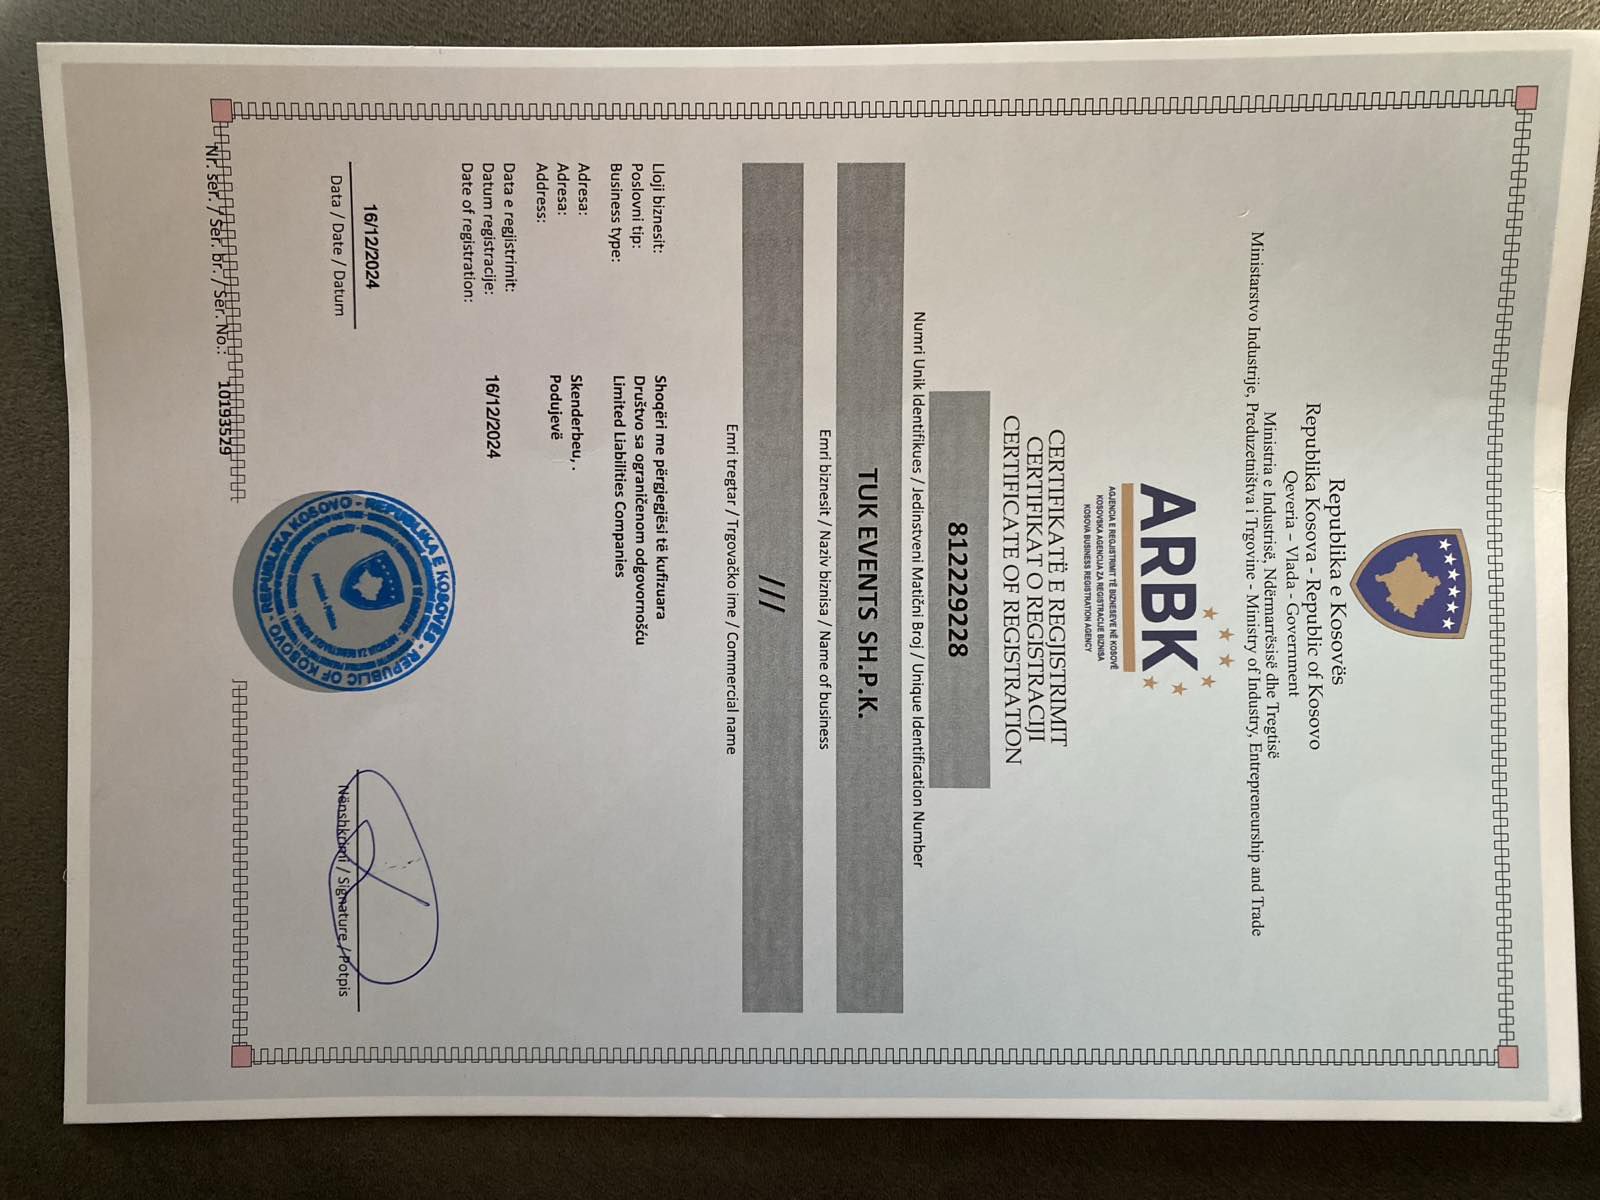 Republika e Kosovës
Republika Kosova - Republic of Kosovo
Qeveria - Vlada - Government
Ministria e Industrisë, Ndërmarrësisë dhe Tregtisë
Ministarstvo Industrije, Preduzetništva i Trgovine - Ministry of Industry, Entrepreneurship and Trade
ARBK
AGJENCIA E REGJISTRIMIT TË BIZNESEVE NË KOSOVË
KOSOVSKA AGENCIJA ZA REGISTRACIJE BIZNISA
KOSOVA BUSINESS REGISTRATION AGENCY
CERTIFIKATË E REGJISTRIMIT
CERTIFIKAT O REGISTRACIJI
CERTIFICATE OF REGISTRATION
812229228
Numri Unik Identifikues / Jedinstveni Matični Broj / Unique Identification Number
TUK EVENTS SH.P.K.
Emri biznesit / Naziv biznisa / Name of business
///
Emri tregtar / Trgovačko ime / Commercial name
Lloji biznesit: Shoqëri me përgjegjësi të kufizuara
Poslovni tip: Društvo sa ograničenom odgovornošću
Business type: Limited Liabilities Companies
Adresa: Skenderbeu, .
Adresa: Podujevë
Address:
Data e regjistrimit:
Datum registracije: 16/12/2024
Date of registration:
16/12/2024
Data / Date / Datum
Nënshkrimi / Signature / Potpis
REPUBLIKA E KOSOVËS - REPUBLIC OF KOSOVO - REPUBLIKA KOSOVO -
Nr. ser. / Ser. br. / Ser. No.: 10193529